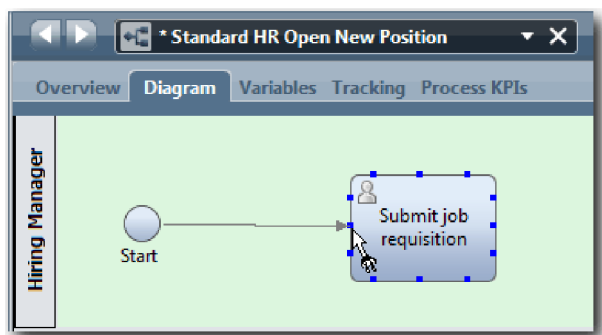 * Standard HR Open New Position
Overview Diagram Variables Tracking Process KPIs
Hiring Manager
Start
Submit job
requisition